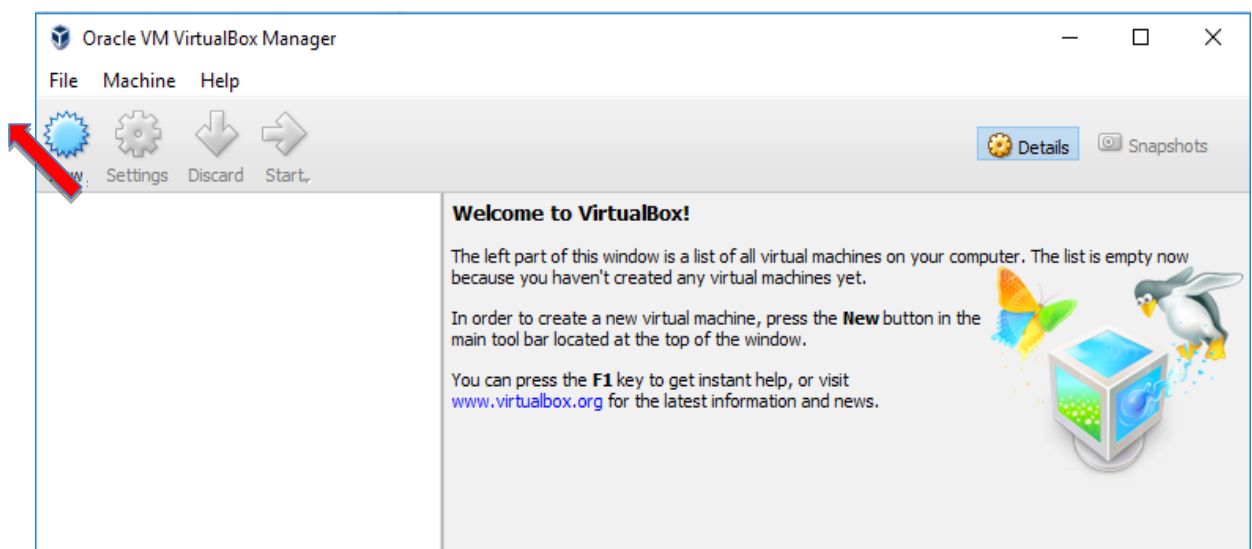 Oracle VM VirtualBox Manager
File Machine Help
Settings Discard Start
Details Snapshots
Welcome to VirtualBox!
The left part of this window is a list of all virtual machines on your computer. The list is empty now
because you haven't created any virtual machines yet.
In order to create a new virtual machine, press the New button in the
main tool bar located at the top of the window.
You can press the F1 key to get instant help, or visit
www.virtualbox.org for the latest information and news.